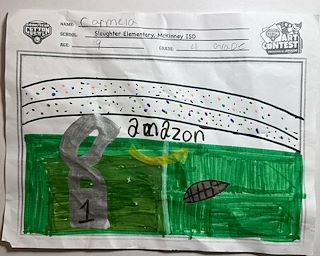 NAME: Carmela
SCHOOL: Slaughter Elementary, McKinney ISD
AGE: 9 GRADE: 4 grade
ART CONTEST
amazon
1